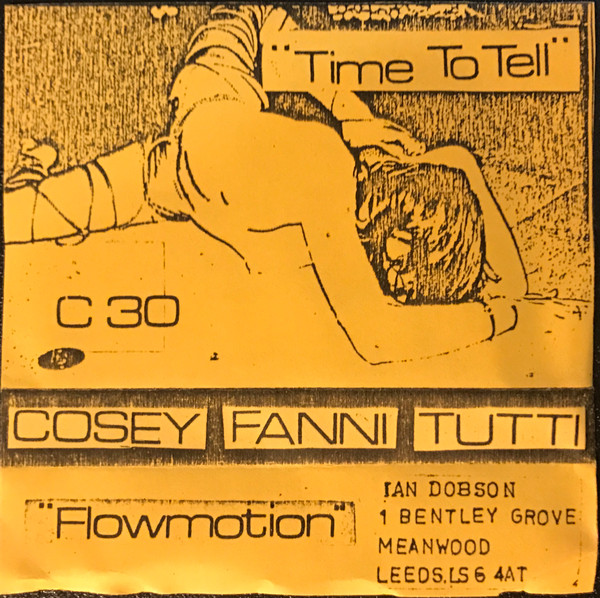 "Time To Tell"
C 30
COSEY FANNI TUTTI
"Flowmotion"
IAN DOBSON
1 BENTLEY GROVE
MEANWOOD
LEEDS.LS6 4AT